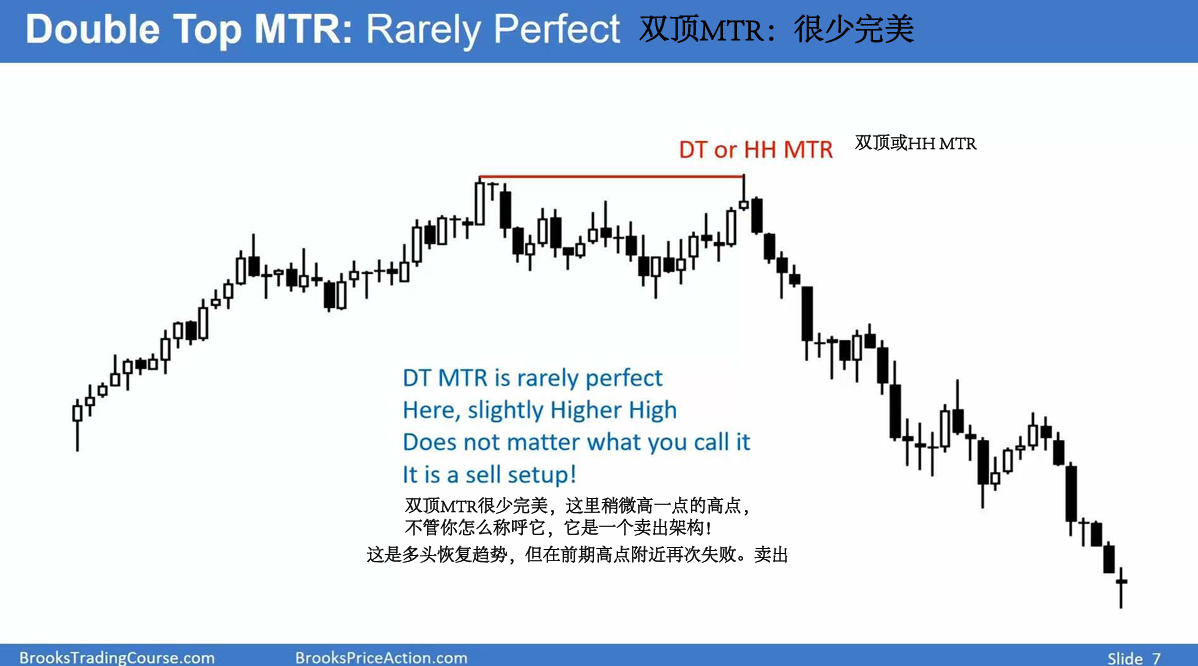 Double Top MTR: Rarely Perfect 双顶MTR：很少完美
DT or HH MTR 双顶或HH MTR
DT MTR is rarely perfect
Here, slightly Higher High
Does not matter what you call it
It is a sell setup!
双顶MTR很少完美，这里稍微高一点的高点，
不管你怎么称呼它，它是一个卖出架构！
这是多头恢复趋势，但在前期高点附近再次失败。卖出
BrooksTradingCourse.com BrooksPriceAction.com Slide 7